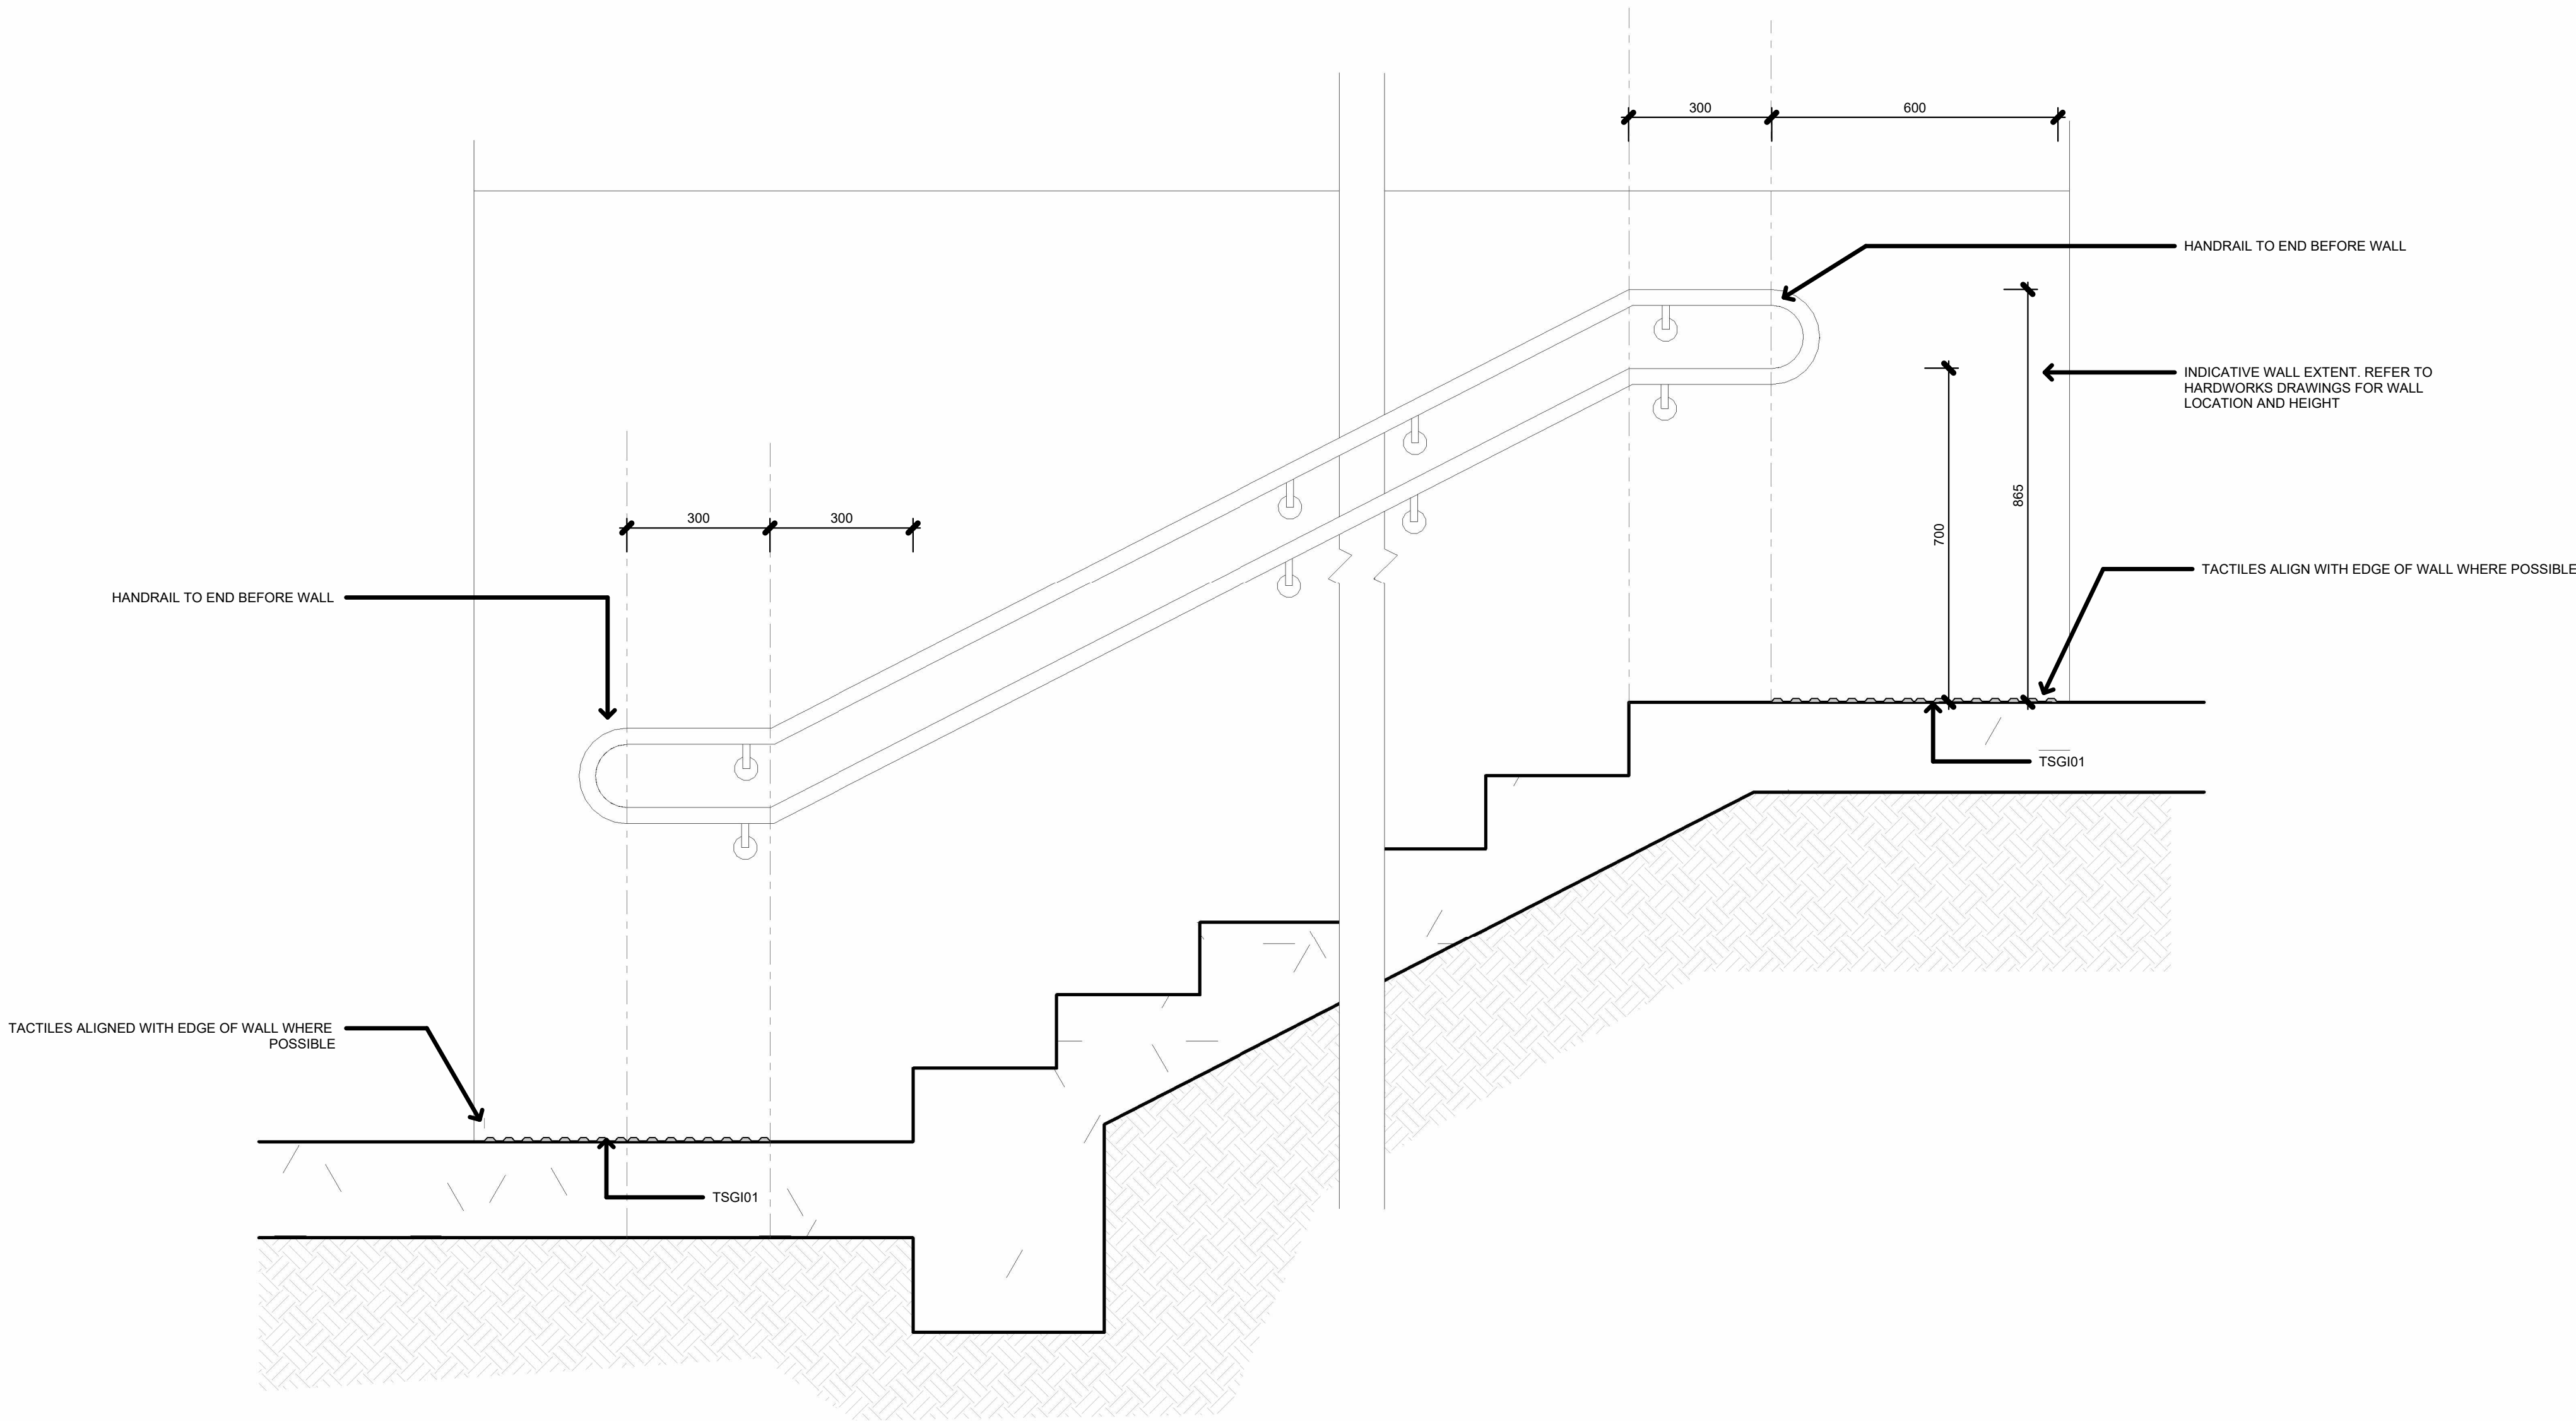 300
600
HANDRAIL TO END BEFORE WALL
INDICATIVE WALL EXTENT. REFER TO
HARDWORKS DRAWINGS FOR WALL
LOCATION AND HEIGHT
865
700
300
300
TACTILES ALIGN WITH EDGE OF WALL WHERE POSSIBLE
HANDRAIL TO END BEFORE WALL
TSGI01
TACTILES ALIGNED WITH EDGE OF WALL WHERE
POSSIBLE
TSGI01